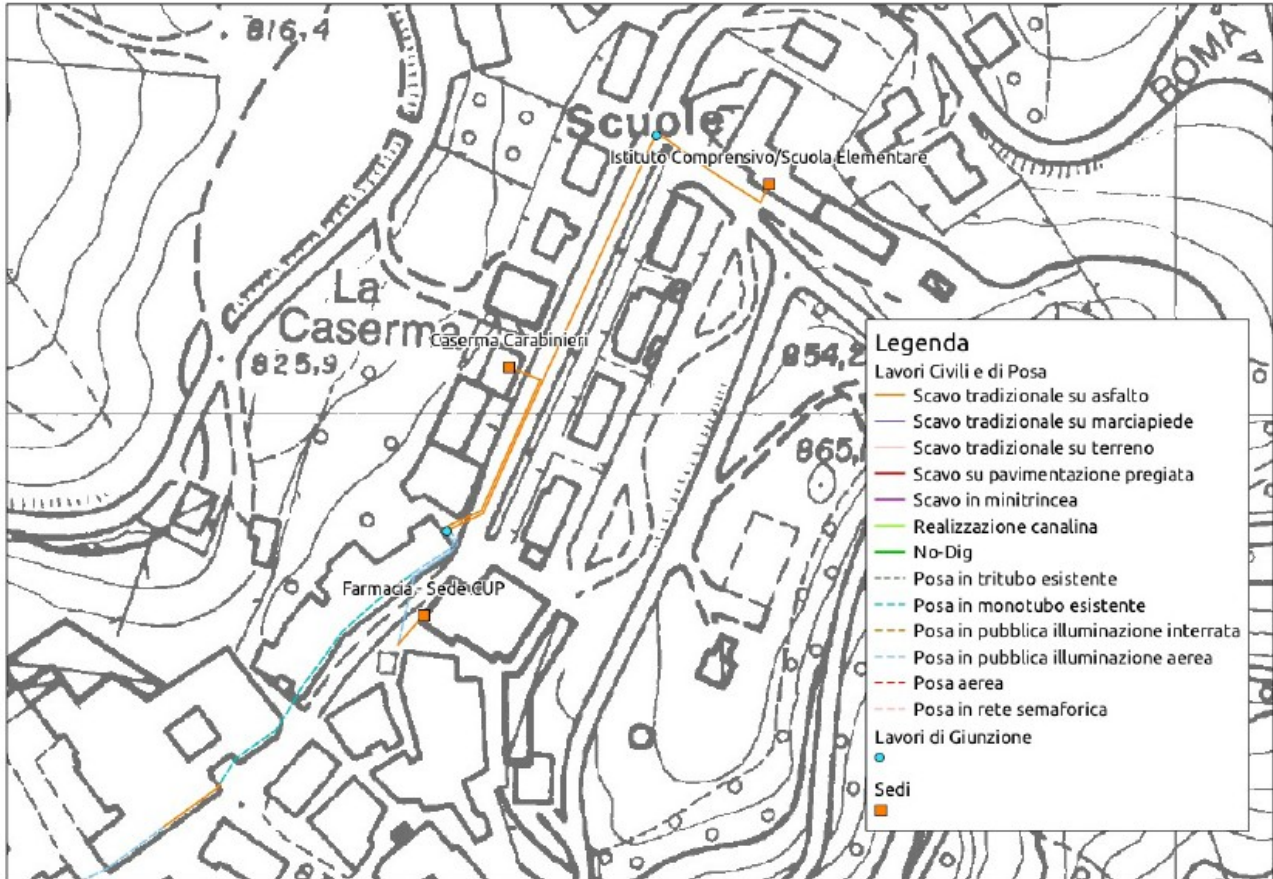 816,4
ROMA
Scuole
Istituto Comprensivo/Scuola Elementare
La
Caserma
Caserma Carabinieri
825,9
Farmacia - Sede CUP
Legenda
Lavori Civili e di Posa
Scavo tradizionale su asfalto
Scavo tradizionale su marciapiede
Scavo tradizionale su terreno
Scavo su pavimentazione pregiata
Scavo in minitrincea
Realizzazione canalina
No-Dig
Posa in tritubo esistente
Posa in monotubo esistente
Posa in pubblica illuminazione interrata
Posa in pubblica illuminazione aerea
Posa aerea
Posa in rete semaforica
Lavori di Giunzione
Sedi